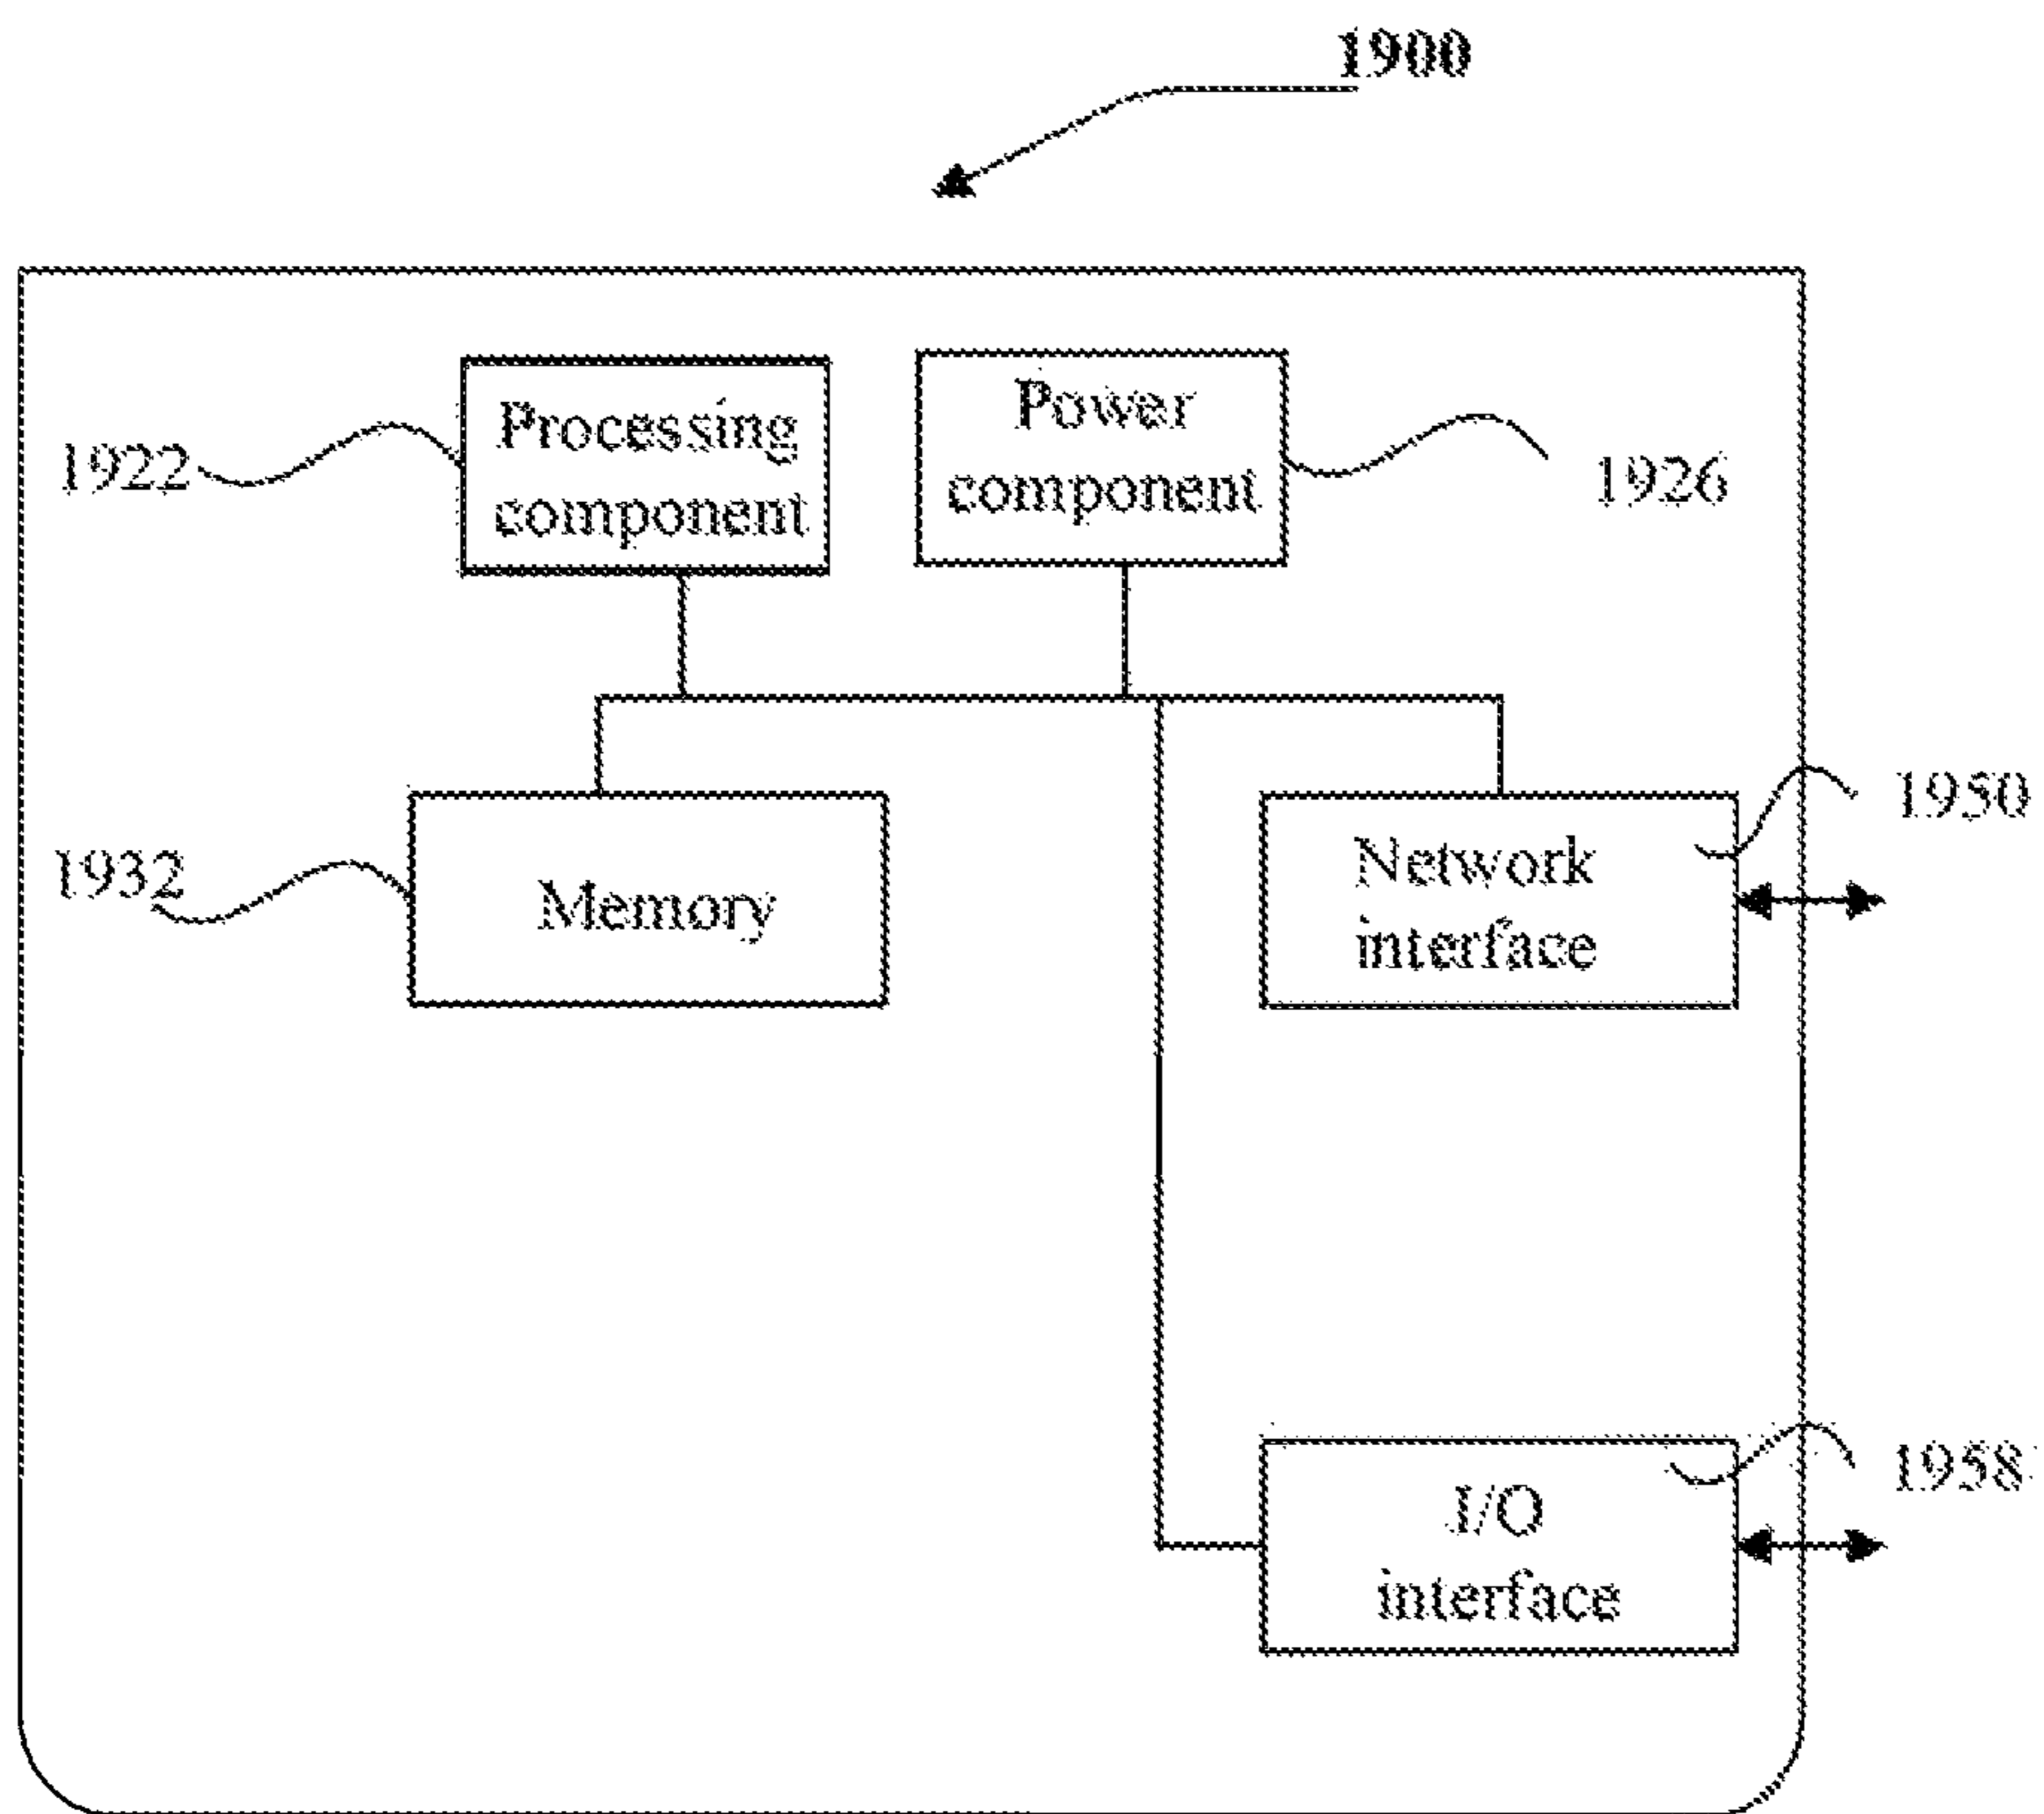 1900
Processing
component
Power
component
1922
1926
1950
Network
interface
1932
Memory
1958
I/O
interface